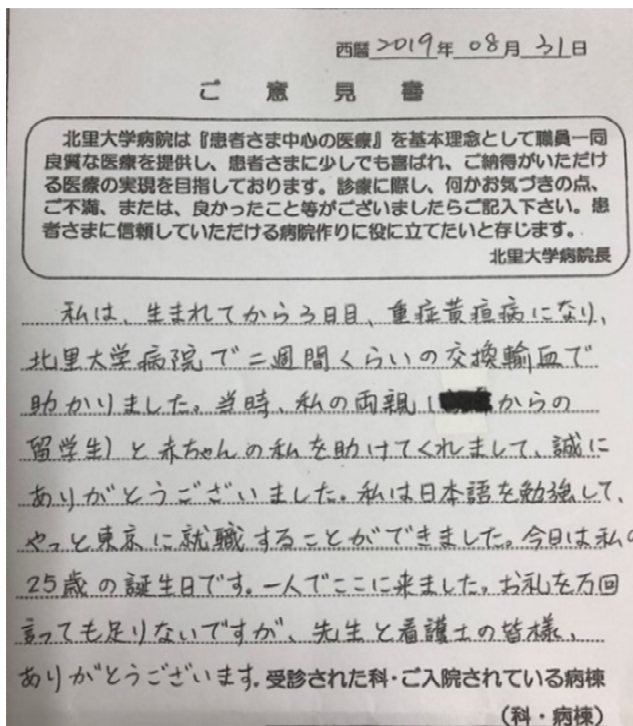 西暦2019年08月31日
ご意見書
北里大学病院は『患者さま中心の医療』を基本理念として職員一同
良質な医療を提供し、患者さまに少しでも喜ばれ、ご納得がいただけ
る医療の実現を目指しております。診療に際し、何かお気づきの点、
ご不満、または、良かったこと等がございましたらご記入下さい。患
者さまに信頼していただける病院作りに役に立てたいと存じます。
北里大学病院長
私は、生まれてから3日目、重症黄疸病になり、
北里大学病院で二週間くらいの交換輸血で
助かりました。当時、私の両親(からの
留学生)と赤ちゃんの私を助けてくれまして、誠に
ありがとうございました。私は日本語を勉強して、
やっと東京に就職することができました。今日は私の
25歳の誕生日です。一人でここに来ました。お礼を万回
言っても足りないですが、先生と看護士の皆様、
ありがとうございます。受診された科・ご入院されている病棟
(科・病棟)